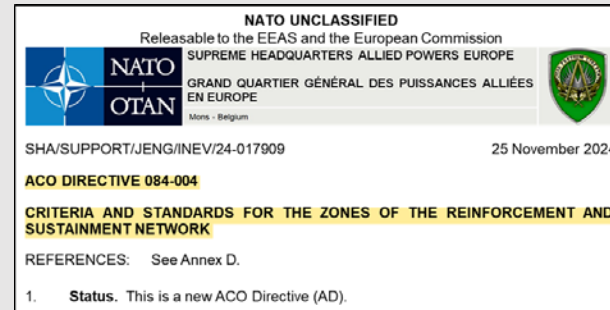 NATO UNCLASSIFIED
Releasable to the EEAS and the European Commission
NATO
OTAN
SUPREME HEADQUARTERS ALLIED POWERS EUROPE
GRAND QUARTIER GÉNÉRAL DES PUISSANCES ALLIÉES
EN EUROPE
Mons - Belgium
SHA/SUPPORT/JENG/INEV/24-017909 25 November 2024
ACO DIRECTIVE 084-004
CRITERIA AND STANDARDS FOR THE ZONES OF THE REINFORCEMENT AND
SUSTAINMENT NETWORK
REFERENCES: See Annex D.
1. Status. This is a new ACO Directive (AD).